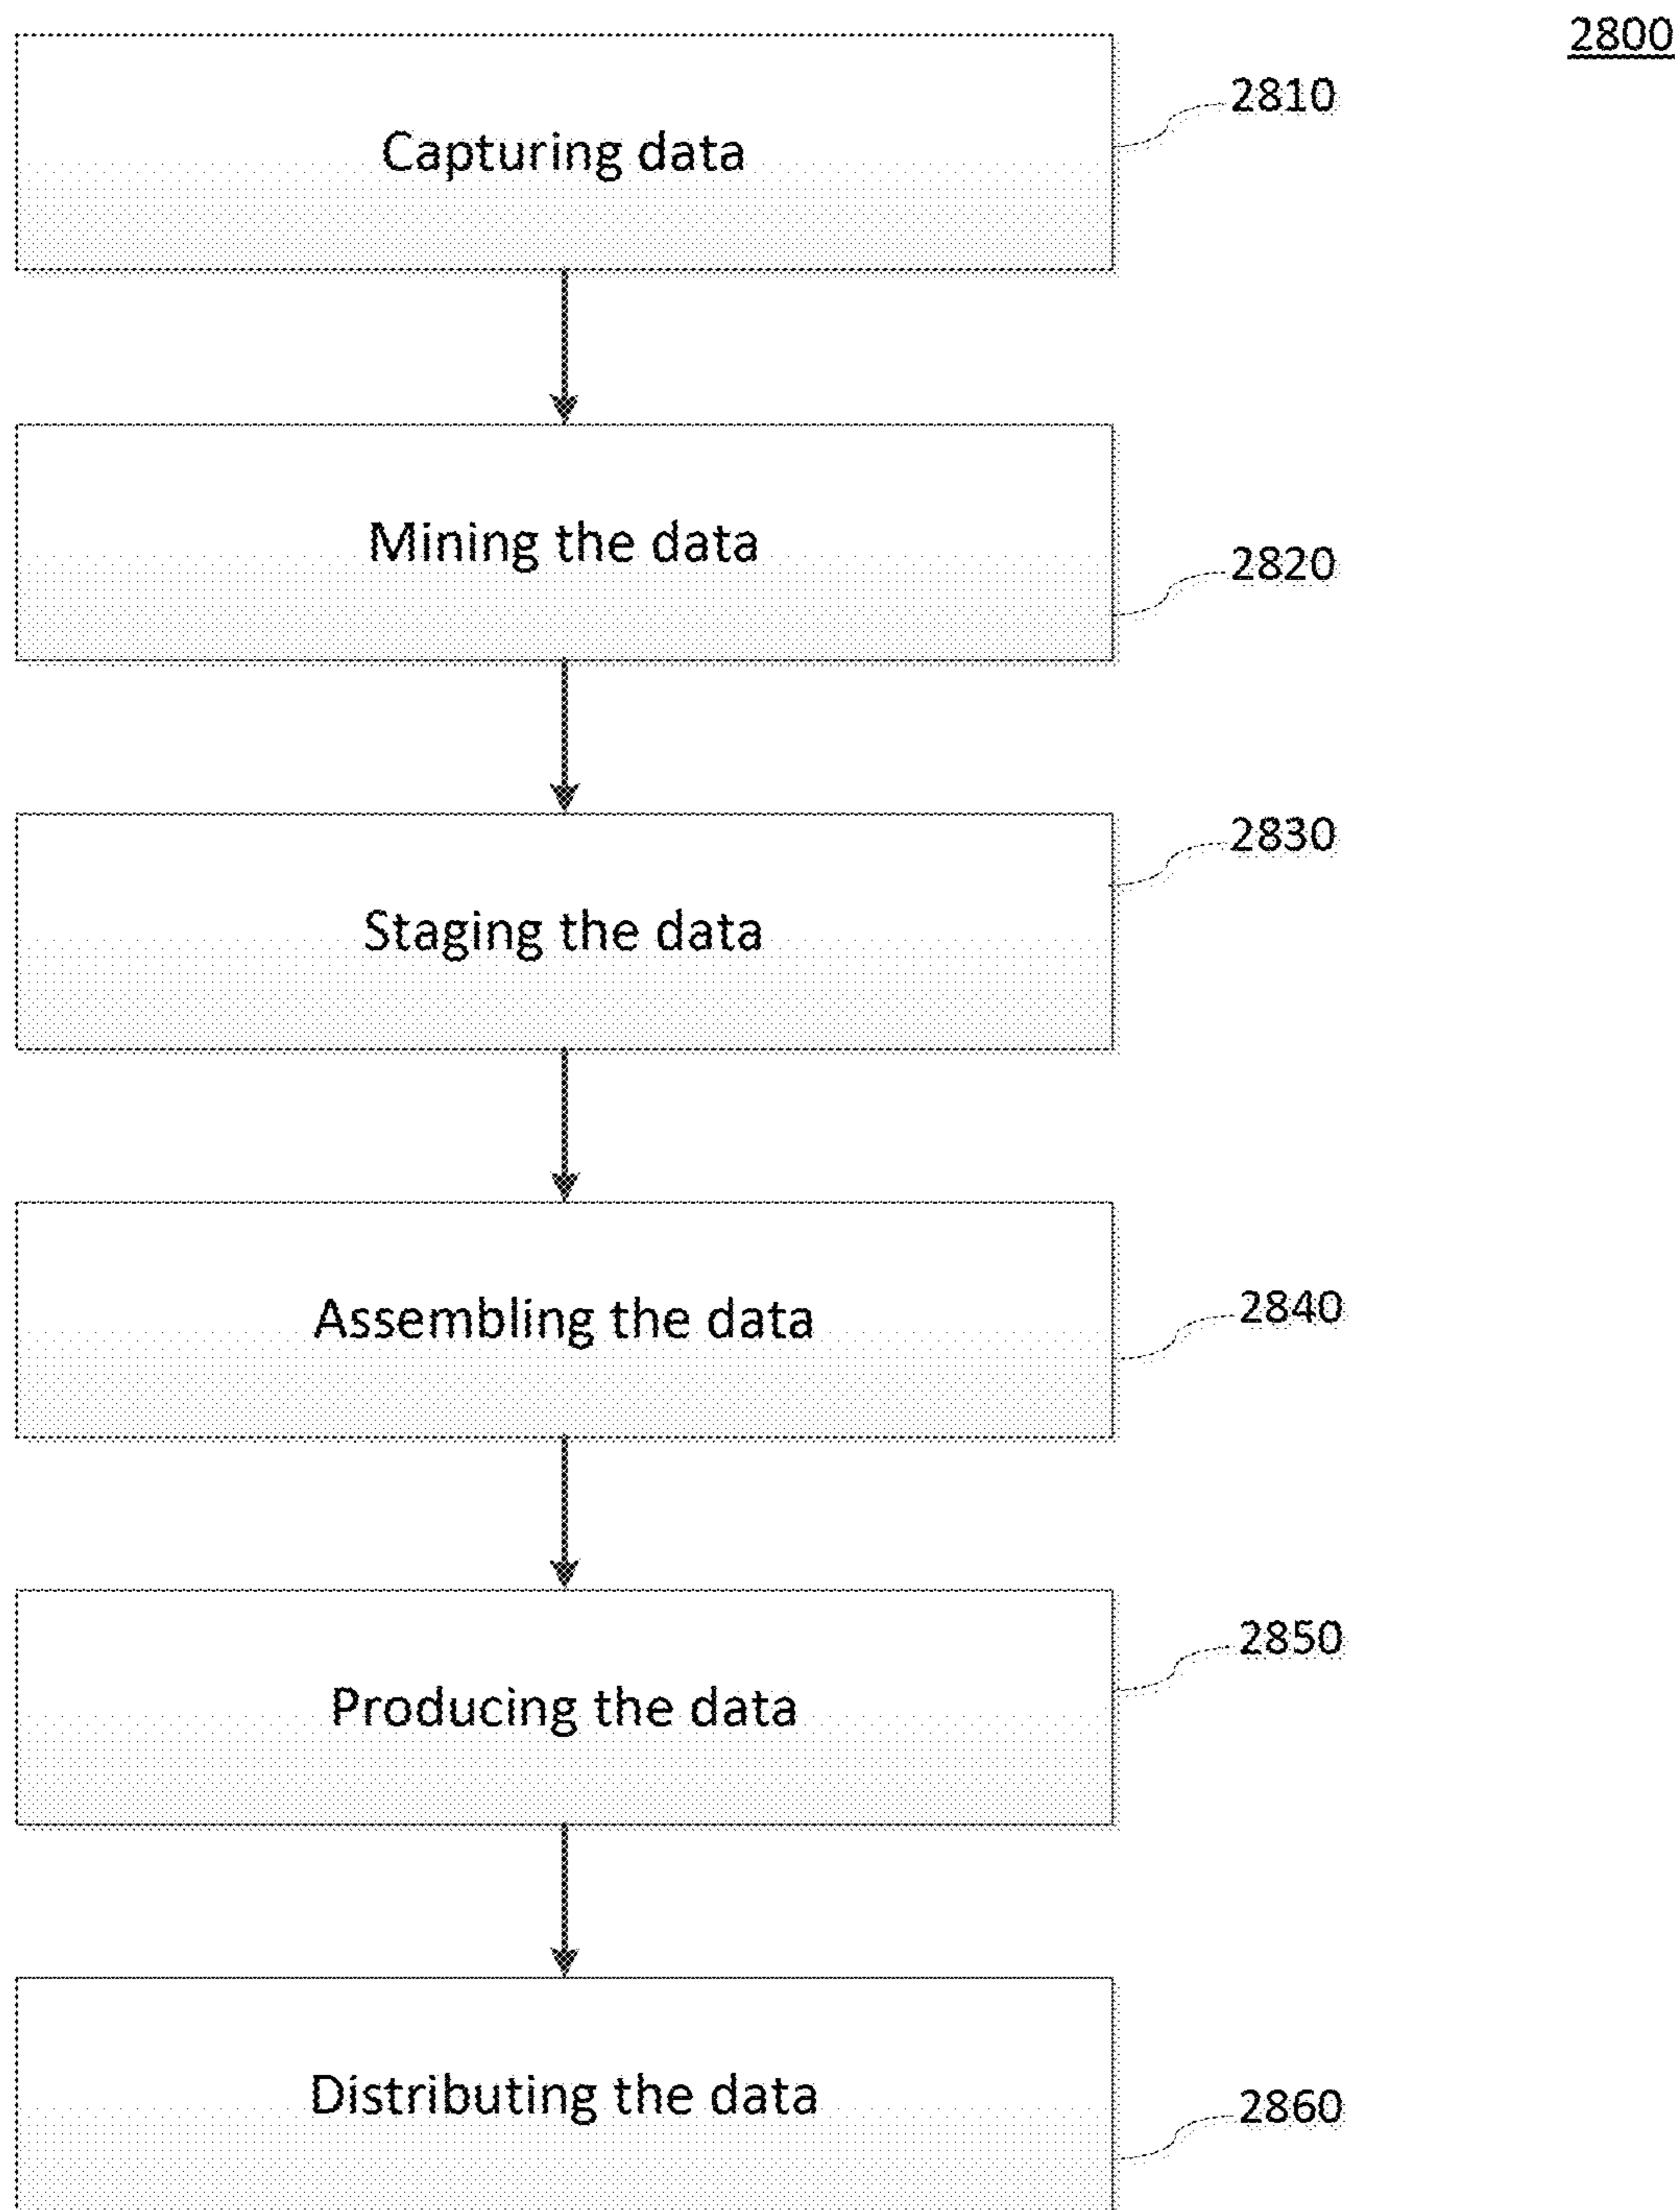 2800
Capturing data
2810
Mining the data
2820
Staging the data
2830
Assembling the data
2840
Producing the data
2850
Distributing the data
2860